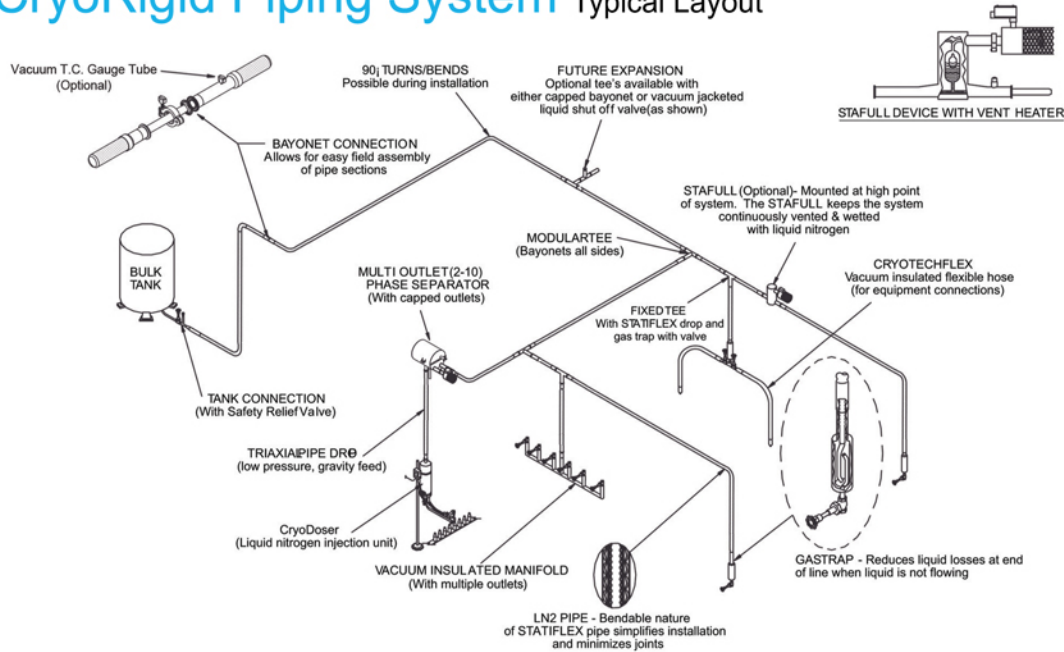 CryoRigid Piping System Typical Layout
Vacuum T.C. Gauge Tube
(Optional)
90¡ TURNS/BENDS
Possible during installation
FUTURE EXPANSION
Optional tee's available with
either capped bayonet or vacuum jacketed
liquid shut off valve(as shown)
STAFULL DEVICE WITH VENT HEATER
BAYONET CONNECTION
Allows for easy field assembly
of pipe sections
STAFULL (Optional)- Mounted at high point
of system. The STAFULL keeps the system
continuously vented & wetted
with liquid nitrogen
MODULARTEE
(Bayonets all sides)
BULK
TANK
MULTI OUTLET(2-10)
PHASE SEPARATOR
(With capped outlets)
CRYOTECHFLEX
Vacuum insulated flexible hose
(for equipment connections)
FIXEDTEE
With STATIFLEX drop and
gas trap with valve
TANK CONNECTION
(With Safety ReliefValve)
TRIAXIALPIPE DROP
(low pressure, gravity feed)
CryoDoser
(Liquid nitrogen injection unit)
VACUUM INSULATED MANIFOLD
(With multiple outlets)
GASTRAP - Reduces liquid losses at end
of line when liquid is not flowing
LN2 PIPE - Bendable nature
of STATIFLEX pipe simplifies installation
and minimizes joints